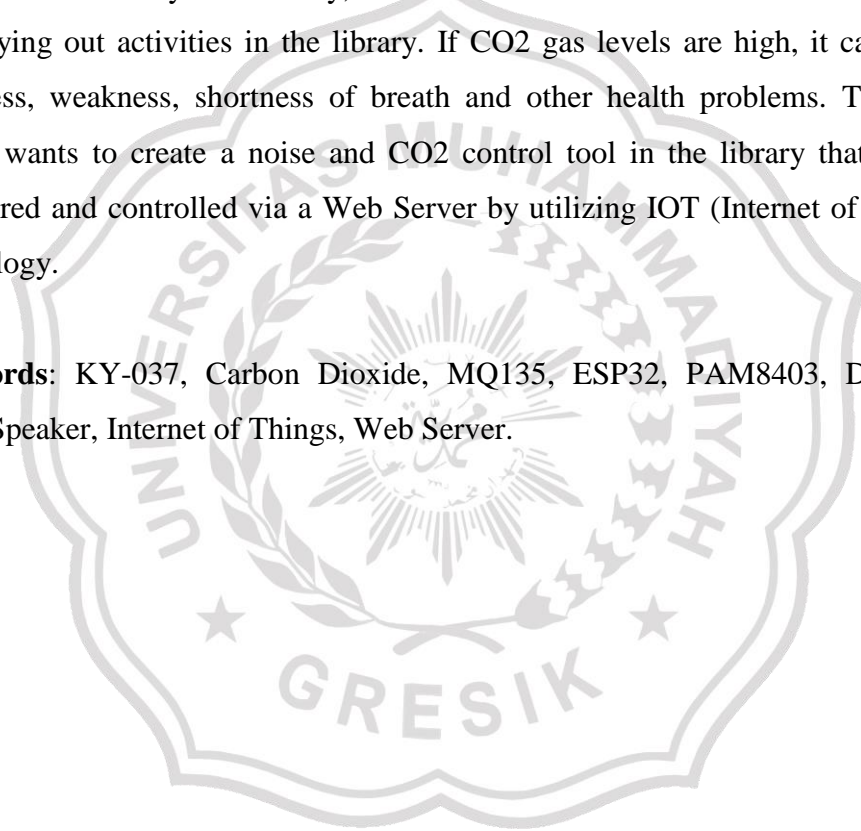 ying out activities in the library. If CO2 gas levels are high, it ca
ess, weakness, shortness of breath and other health problems. T
wants to create a noise and CO2 control tool in the library that
red and controlled via a Web Server by utilizing IOT (Internet of
logy.
ords: KY-037, Carbon Dioxide, MQ135, ESP32, PAM8403, D
Speaker, Internet of Things, Web Server.
UNIVERSITAS MUHAMMADIYAH
GRESIK